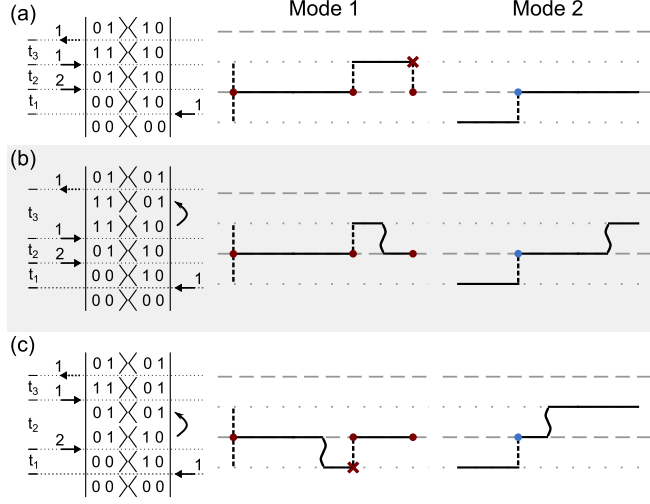 Mode 1 Mode 2
(a)
1 0 1 1 0
t3 1 1 1 1 0
t2 2 0 1 1 0
t1 0 0 1 0 1
0 0 0 0
(b)
1 0 1 0 1
t3 1 1 0 1
1 1 1 1 0
t2 2 0 1 1 0
t1 0 0 1 0 1
0 0 0 0
(c)
1 0 1 0 1
t3 1 1 1 0 1
t2 0 1 0 1
2 0 1 1 0
t1 0 0 1 0 1
0 0 0 0